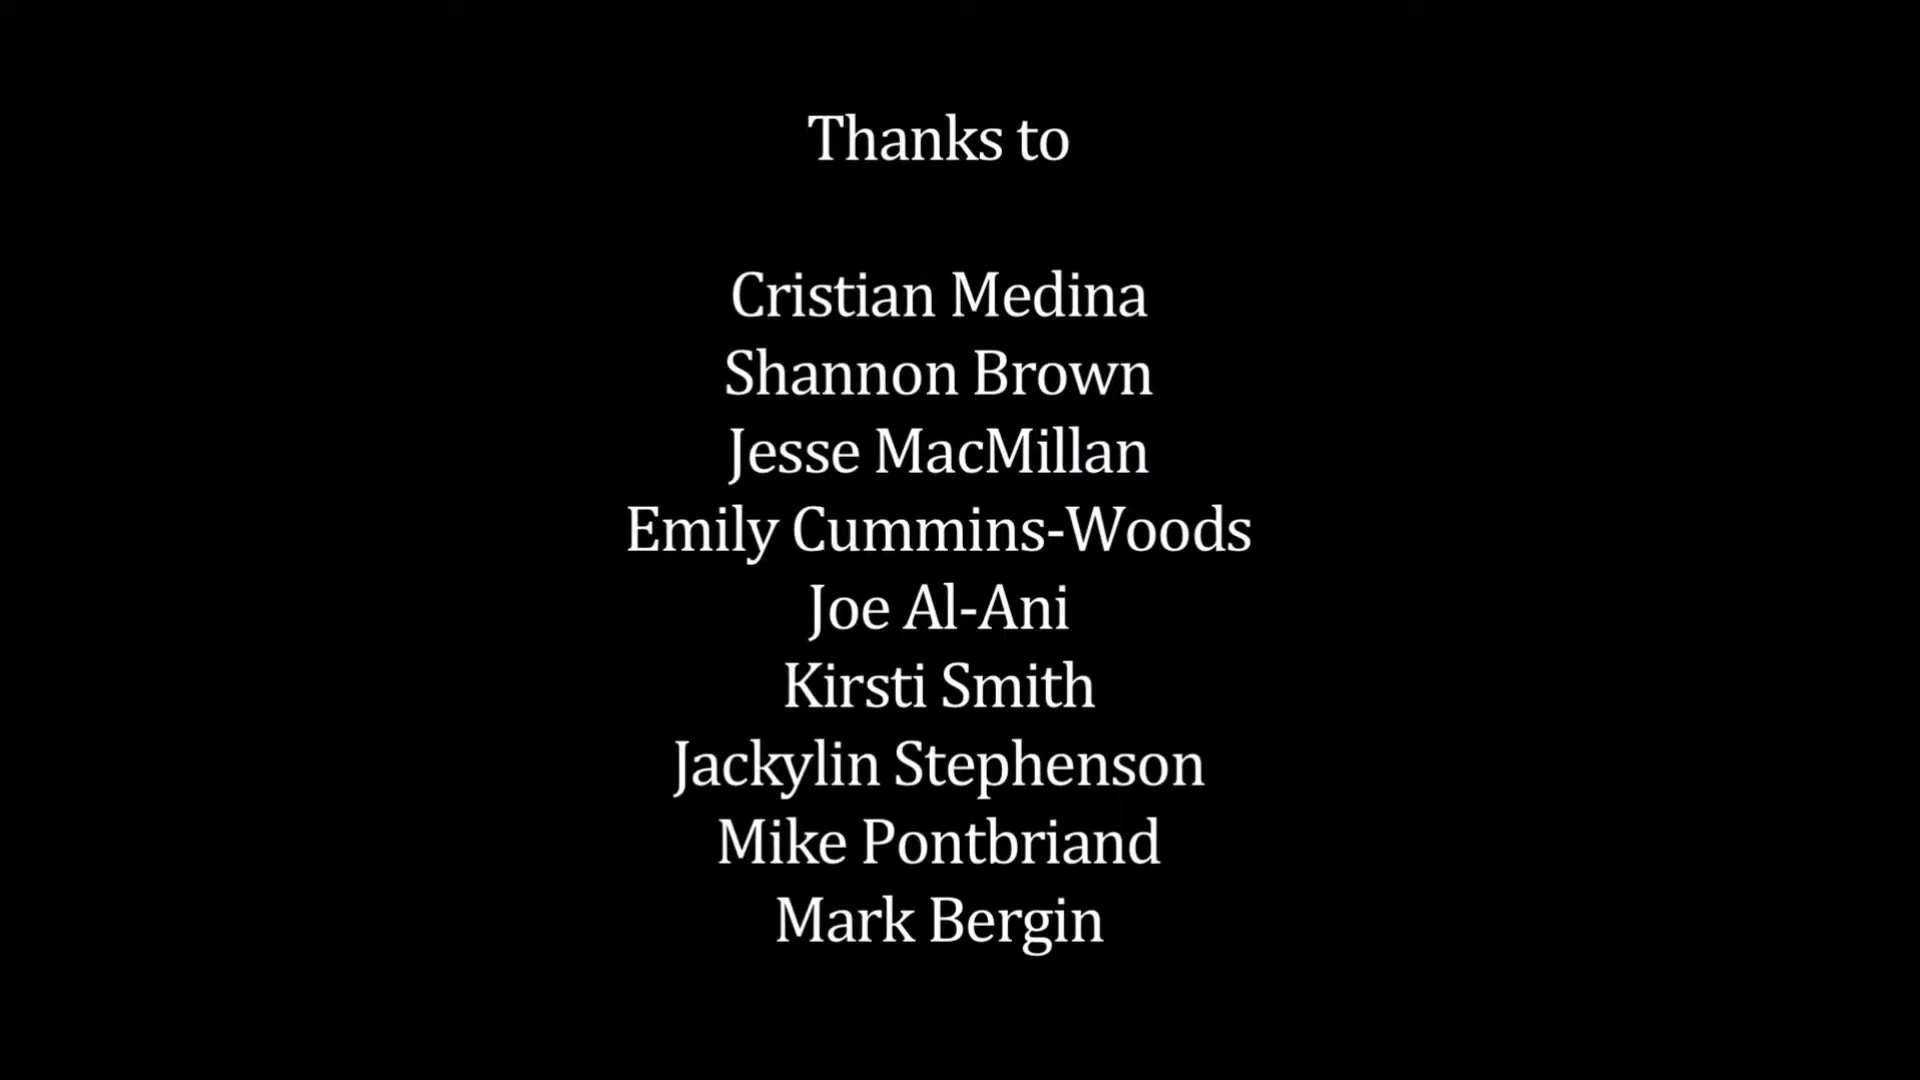 Thanks to
Cristian Medina
Shannon Brown
Jesse MacMillan
Emily Cummins-Woods
Joe Al-Ani
Kirsti Smith
Jackylin Stephenson
Mike Pontbriand
Mark Bergin